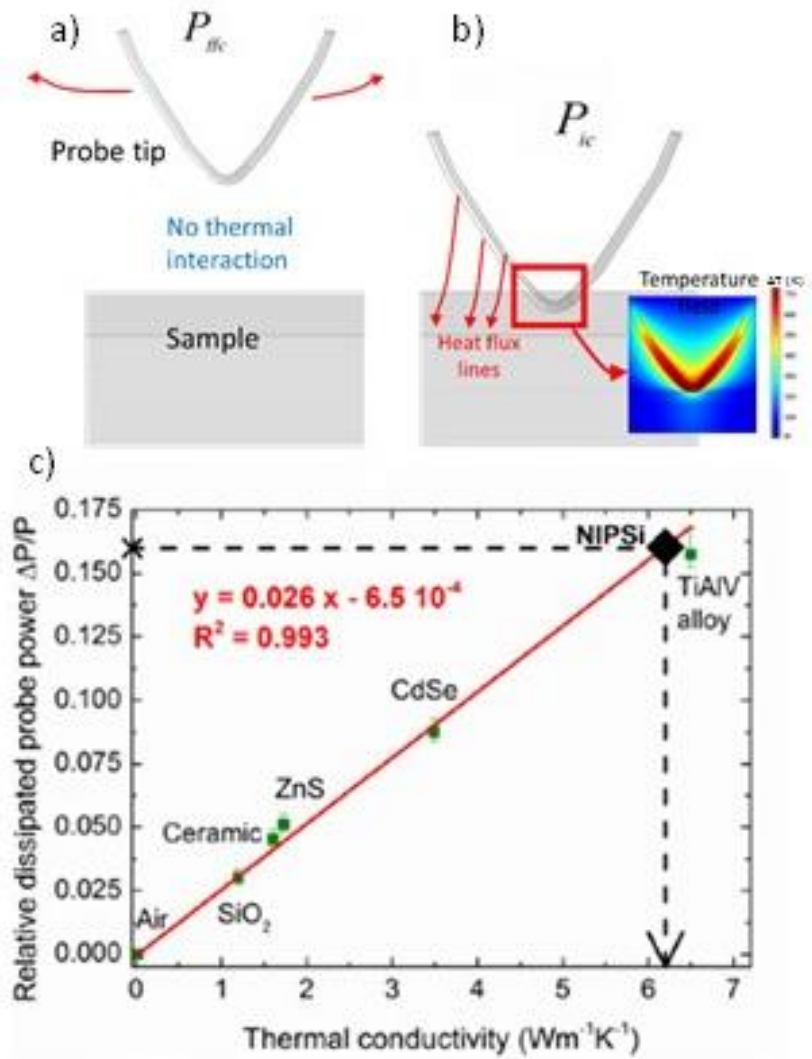 a)
P_ffc
Probe tip
No thermal
interaction
Sample
b)
P_ic
Heat flux
lines
Temperature
c)
Relative dissipated probe power ΔP/P
0.175
0.150
0.125
0.100
0.075
0.050
0.025
0.000
y = 0.026 x - 6.5 10⁻⁴
R² = 0.993
NIPSi
TiAlV
alloy
CdSe
ZnS
Ceramic
SiO₂
Air
0 1 2 3 4 5 6 7
Thermal conductivity (Wm⁻¹K⁻¹)